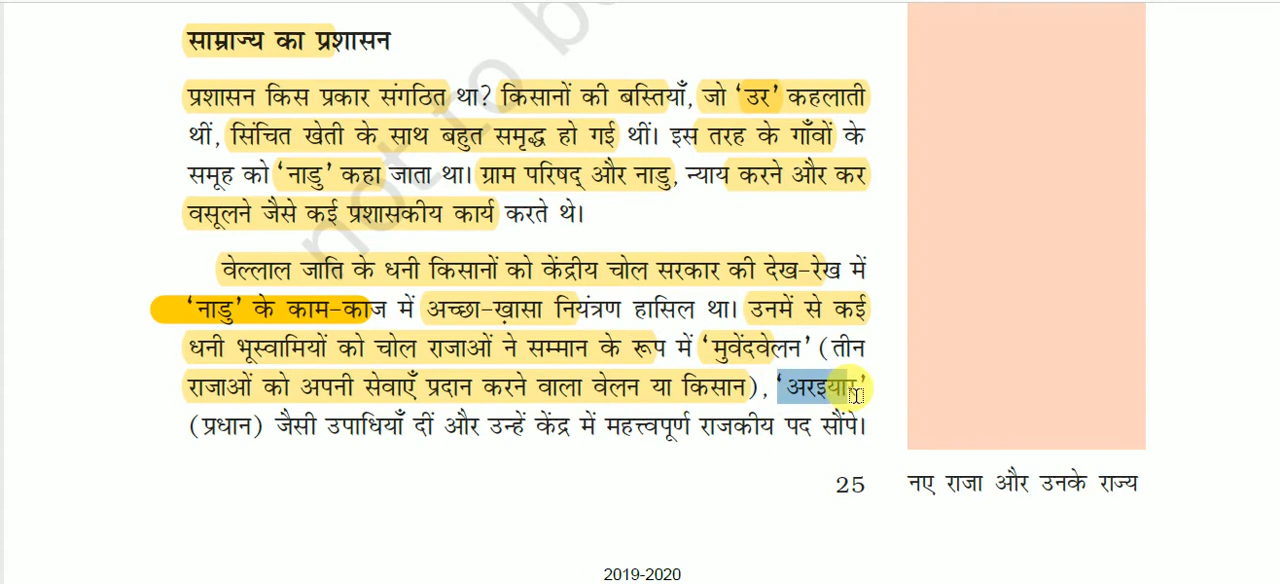 साम्राज्य का प्रशासन
प्रशासन किस प्रकार संगठित था? किसानों की बस्तियाँ, जो ‘उर’ कहलाती
थीं, सिंचित खेती के साथ बहुत समृद्ध हो गई थीं। इस तरह के गाँवों के
समूह को ‘नाडु’ कहा जाता था। ग्राम परिषद् और नाडु, न्याय करने और कर
वसूलने जैसे कई प्रशासकीय कार्य करते थे।
वेल्लाल जाति के धनी किसानों को केंद्रीय चोल सरकार की देख-रेख में
‘नाडु’ के काम-काज में अच्छा-ख़ासा नियंत्रण हासिल था। उनमें से कई
धनी भूस्वामियों को चोल राजाओं ने सम्मान के रूप में ‘मुवेंदवेलन’ (तीन
राजाओं को अपनी सेवाएँ प्रदान करने वाला वेलन या किसान), ‘अरइयार’
(प्रधान) जैसी उपाधियाँ दीं और उन्हें केंद्र में महत्त्वपूर्ण राजकीय पद सौंपे।
25 नए राजा और उनके राज्य
2019-2020
not to b